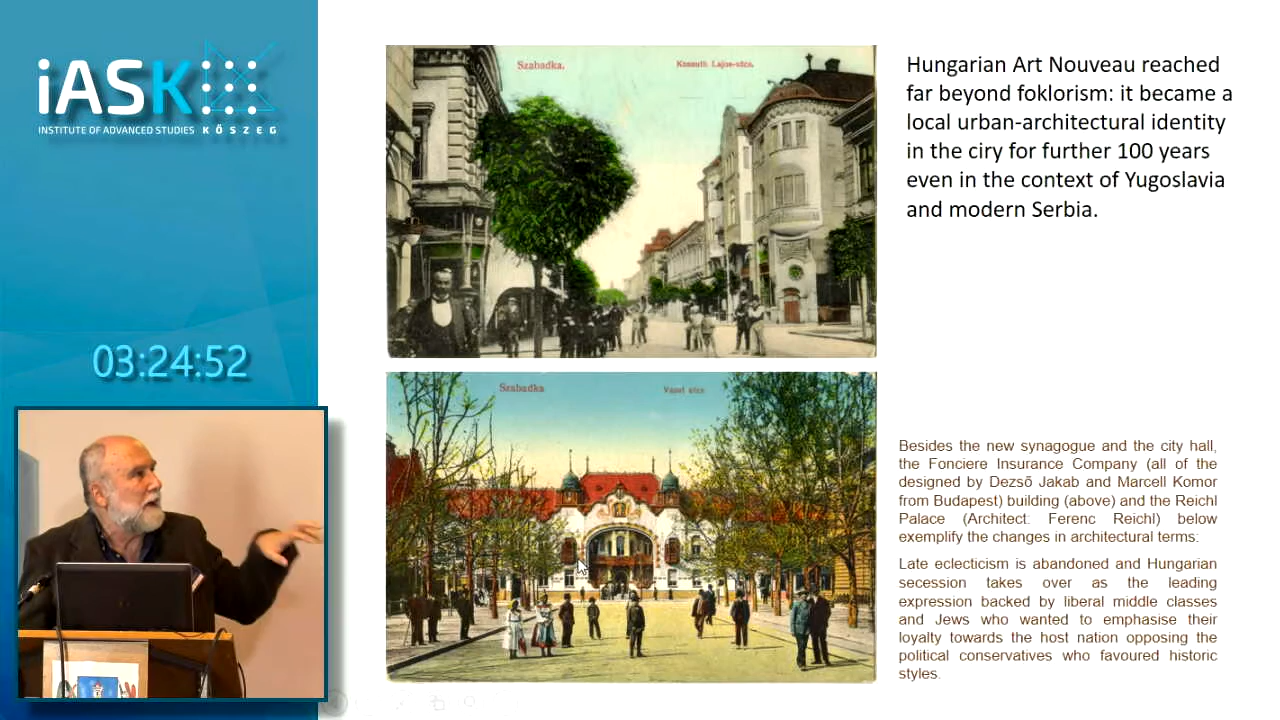 iASK
INSTITUTE OF ADVANCED STUDIES KŐSZEG
03:24:52
Szabadka.
Kossuth Lajos-utca.
Szabadka
Vasut utca
Hungarian Art Nouveau reached
far beyond foklorism: it became a
local urban-architectural identity
in the ciry for further 100 years
even in the context of Yugoslavia
and modern Serbia.
Besides the new synagogue and the city hall,
the Fonciere Insurance Company (all of the
designed by Dezső Jakab and Marcell Komor
from Budapest) building (above) and the Reichl
Palace (Architect: Ferenc Reichl) below
exemplify the changes in architectural terms:
Late eclecticism is abandoned and Hungarian
secession takes over as the leading
expression backed by liberal middle classes
and Jews who wanted to emphasise their
loyalty towards the host nation opposing the
political conservatives who favoured historic
styles.